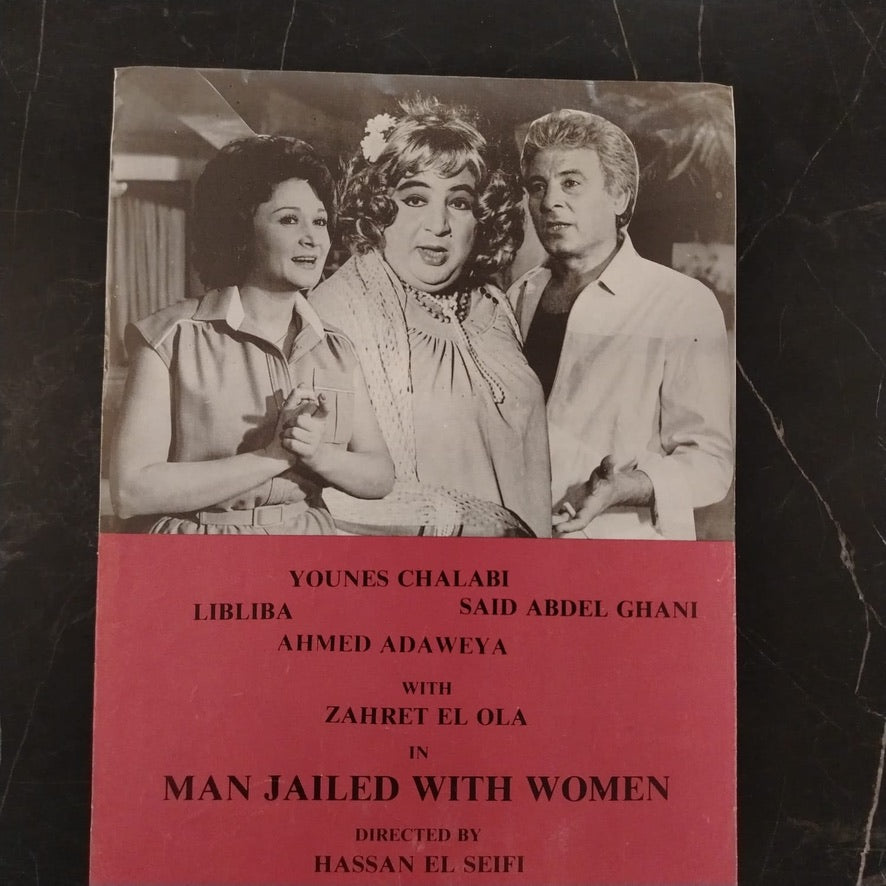 YOUNES CHALABI
LIBLIBA SAID ABDEL GHANI
AHMED ADAWEYA
WITH
ZAHRET EL OLA
IN
MAN JAILED WITH WOMEN
DIRECTED BY
HASSAN EL SEIFI